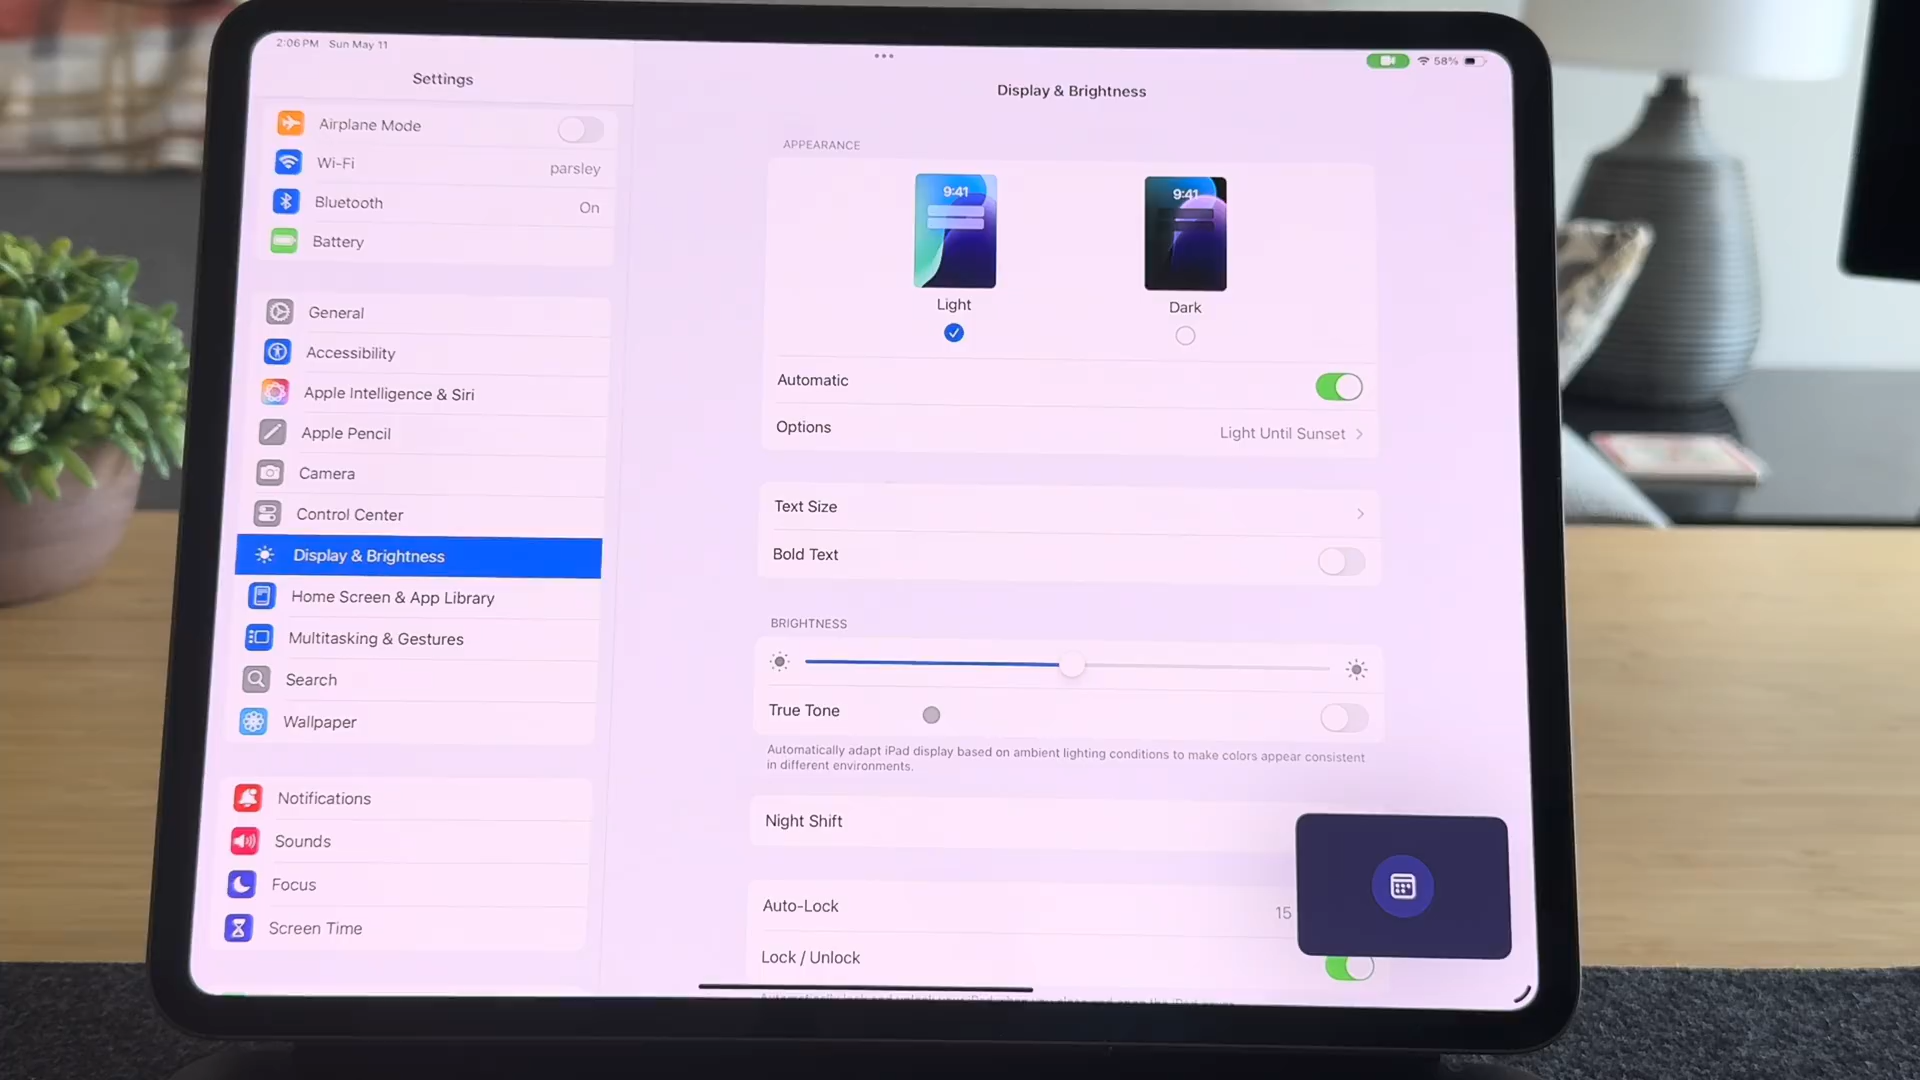 2:06 PM Sun May 11
58%
Settings
Airplane Mode
Wi-Fi
parsley
Bluetooth
On
Battery
General
Accessibility
Apple Intelligence & Siri
Apple Pencil
Camera
Control Center
Display & Brightness
Home Screen & App Library
Multitasking & Gestures
Search
Wallpaper
Notifications
Sounds
Focus
Screen Time
Display & Brightness
APPEARANCE
9:41
9:41
Light
Dark
Automatic
Options
Light Until Sunset
Text Size
Bold Text
BRIGHTNESS
True Tone
Automatically adapt iPad display based on ambient lighting conditions to make colors appear consistent
in different environments.
Night Shift
Auto-Lock
15
Lock / Unlock